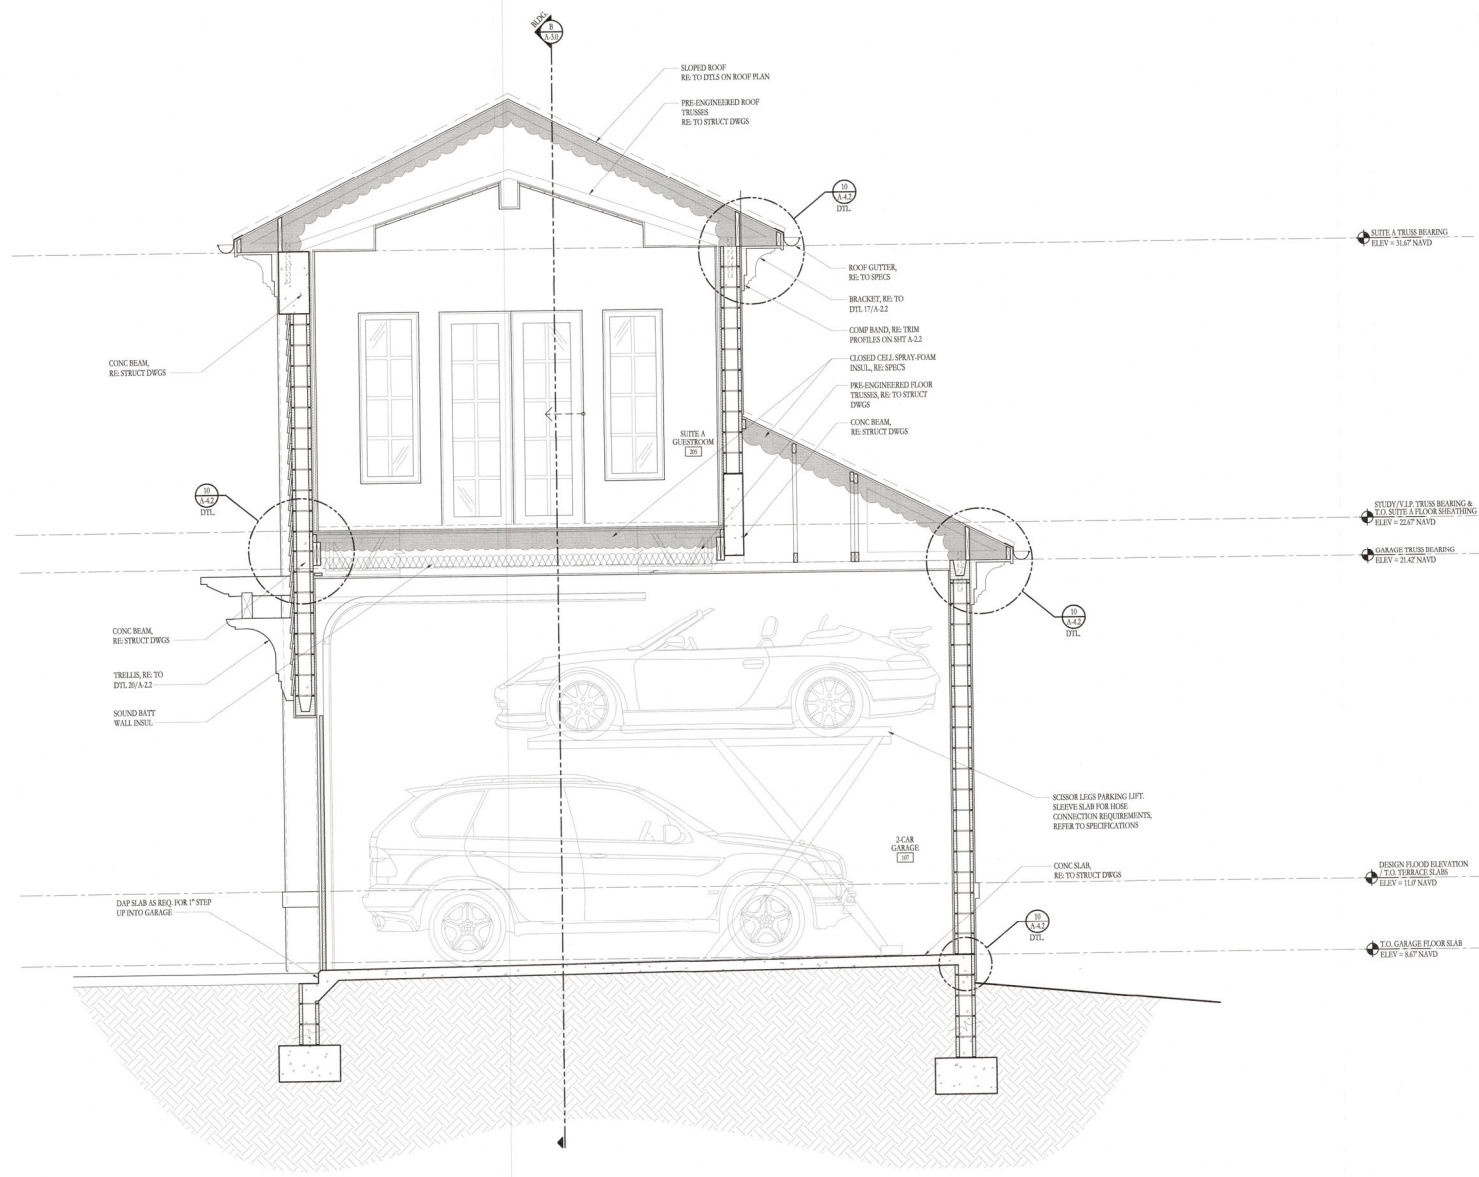 BLDG.
B
A-3.0
SLOPED ROOF
RE: TO DTLS ON ROOF PLAN
PRE-ENGINEERED ROOF
TRUSSES
RE: TO STRUCT DWGS
10
A-4.2
DTL.
SUITE A TRUSS BEARING
ELEV = 31.67' NAVD
ROOF GUTTER,
RE: TO SPECS
BRACKET, RE: TO
DTL 17/A-2.2
COMP BAND, RE: TRIM
PROFILES ON SHT A-2.2
CLOSED CELL SPRAY-FOAM
INSUL., RE: SPEC'S
PRE-ENGINEERED FLOOR
TRUSSES, RE: TO STRUCT
DWGS
CONC BEAM,
RE: STRUCT DWGS
CONC BEAM,
RE: STRUCT DWGS
SUITE A
GUESTROOM
205
10
A-4.2
DTL.
STUDY/V.I.P. TRUSS BEARING &
T.O. SUITE A FLOOR SHEATHING
ELEV = 22.67' NAVD
GARAGE TRUSS BEARING
ELEV = 21.42' NAVD
10
A-4.2
DTL.
CONC BEAM,
RE: STRUCT DWGS
TRELLIS, RE: TO
DTL 20/A-2.2
SOUND BATT
WALL INSUL
SCISSOR LEGS PARKING LIFT.
SLEEVE SLAB FOR HOSE
CONNECTION REQUIREMENTS,
REFER TO SPECIFICATIONS
2-CAR
GARAGE
107
CONC SLAB,
RE: TO STRUCT DWGS
DESIGN FLOOD ELEVATION
/ T.O. TERRACE SLABS
ELEV = 11.0' NAVD
DAP SLAB AS REQ. FOR 1" STEP
UP INTO GARAGE
10
A-4.2
DTL.
T.O. GARAGE FLOOR SLAB
ELEV = 8.67' NAVD